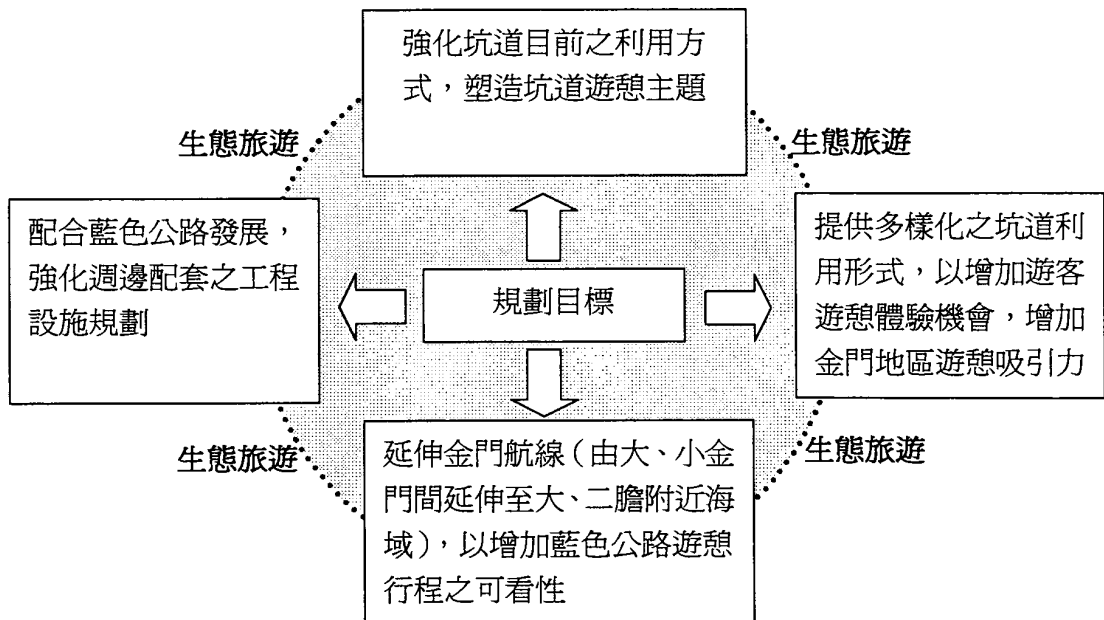 強化坑道目前之利用方
式，塑造坑道遊憩主題
生態旅遊
生態旅遊
配合藍色公路發展，
強化週邊配套之工程
設施規劃
規劃目標
提供多樣化之坑道利
用形式，以增加遊客
遊憩體驗機會，增加
金門地區遊憩吸引力
生態旅遊
生態旅遊
延伸金門航線（由大、小金
門間延伸至大、二膽附近海
域），以增加藍色公路遊憩
行程之可看性